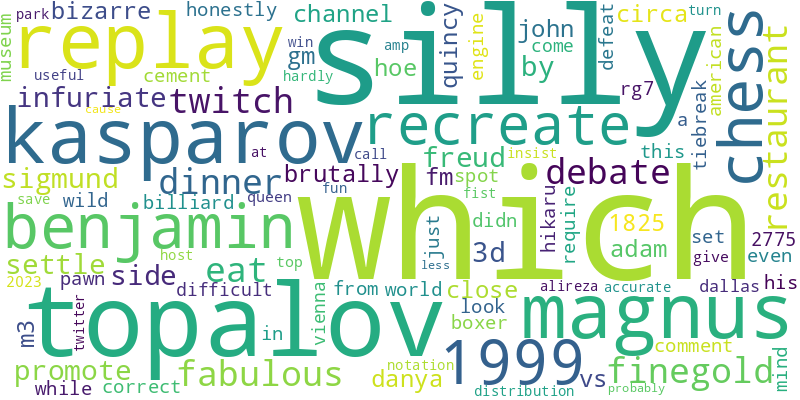 park bizarre honestly channel silly quincy engine john circa defeat
museum replay gm hoe by come chess american restaurant
win amp turn
useful cement hardly
infuriate twitch rg7 tiebreak a
cause
kasparov recreate
at call insist this
sigmund dinner brutally freud fm spot debate
save wild billiard fun queen fist
benjamin which didn hikaru require 1825 adam set 2775 even
host top just
settle side eat 3d give his
pawn difficult from world close look alireza accurate dallas
2023 twitter topalov vienna less boxer magnus mind
m3 in 1999 comment
promote fabulous danya vs finegold
while correct notation distribution probably